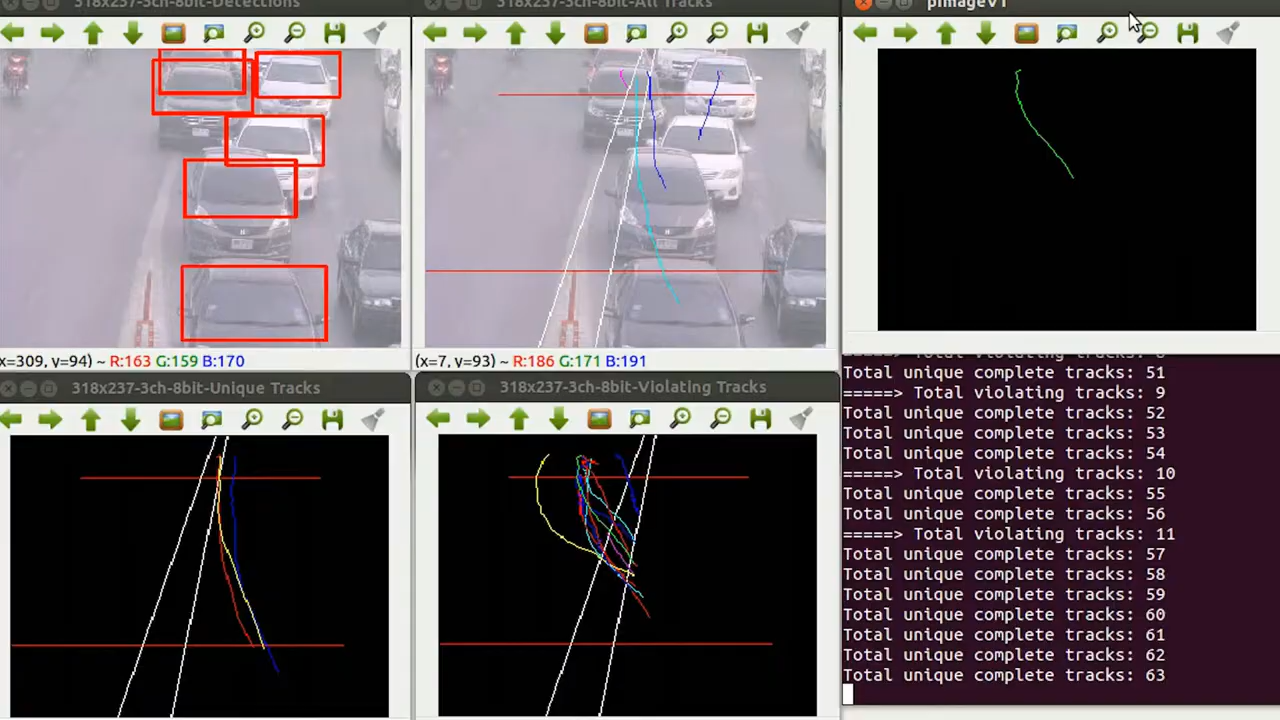 318x237-3ch-8bit-Detections
318x237-3ch-8bit-All Tracks
pImageV1
(x=309, y=94) ~ R:163 G:159 B:170
(x=7, y=93) ~ R:186 G:171 B:191
318x237-3ch-8bit-Unique Tracks
318x237-3ch-8bit-Violating Tracks
=====> Total violating tracks: 8
Total unique complete tracks: 51
=====> Total violating tracks: 9
Total unique complete tracks: 52
Total unique complete tracks: 53
Total unique complete tracks: 54
=====> Total violating tracks: 10
Total unique complete tracks: 55
Total unique complete tracks: 56
=====> Total violating tracks: 11
Total unique complete tracks: 57
Total unique complete tracks: 58
Total unique complete tracks: 59
Total unique complete tracks: 60
Total unique complete tracks: 61
Total unique complete tracks: 62
Total unique complete tracks: 63